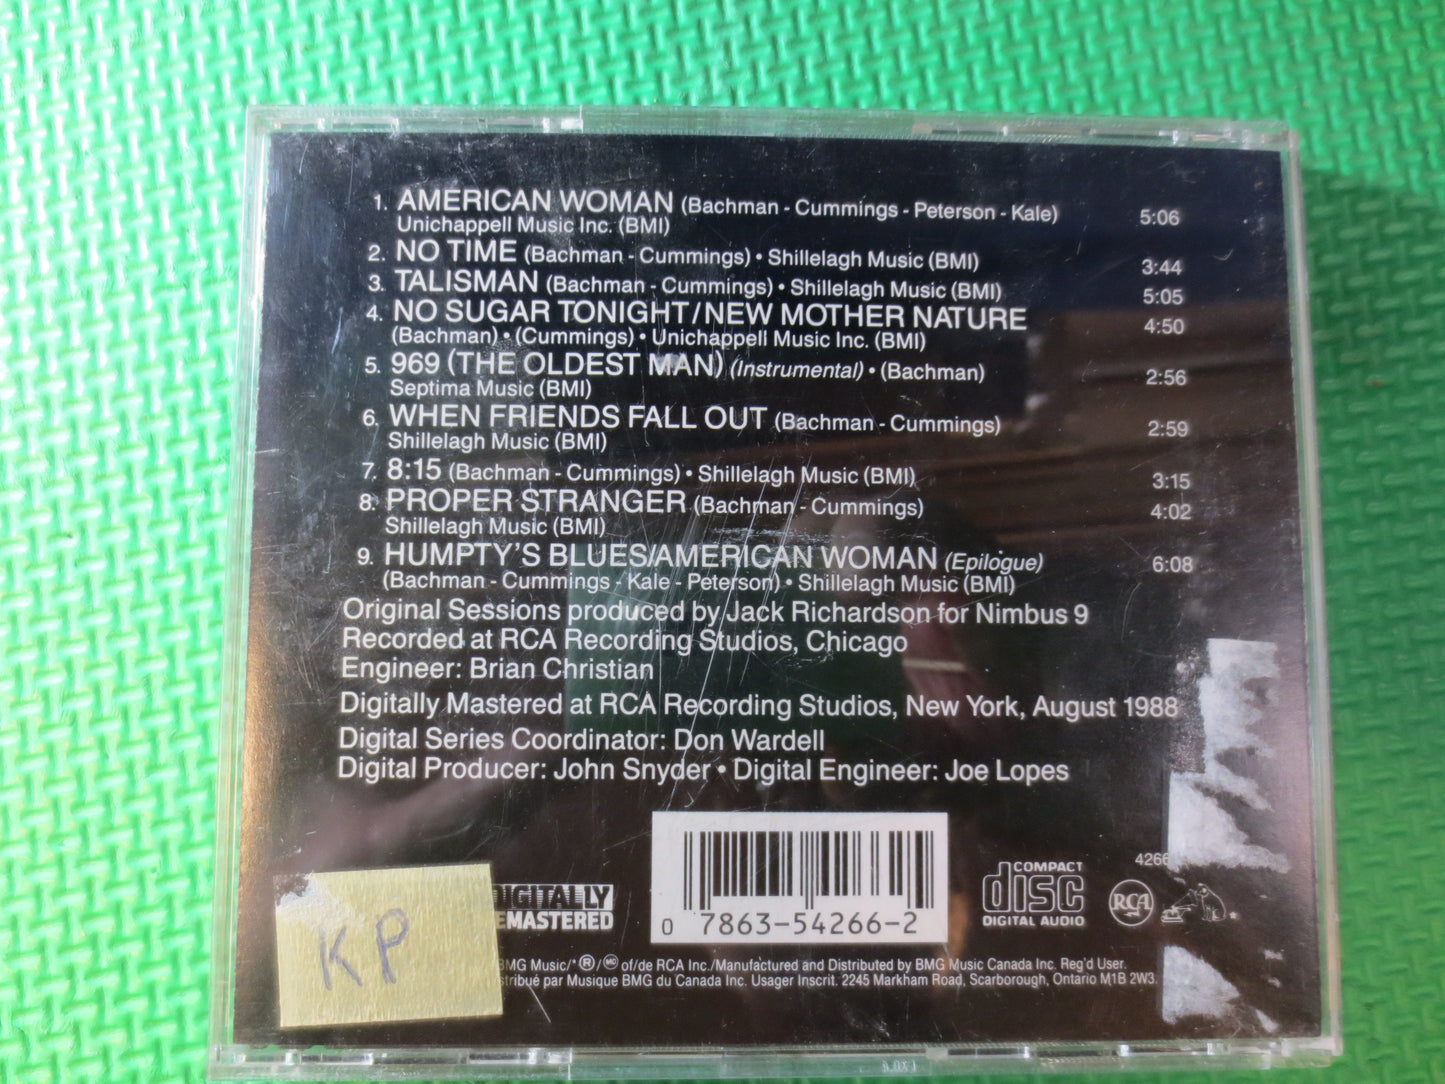 1. AMERICAN WOMAN (Bachman - Cummings - Peterson - Kale) 5:06
Unichappell Music Inc. (BMI)
2. NO TIME (Bachman - Cummings) • Shillelagh Music (BMI) 3:44
3. TALISMAN (Bachman - Cummings) • Shillelagh Music (BMI) 5:05
4. NO SUGAR TONIGHT/NEW MOTHER NATURE 4:50
(Bachman) • (Cummings) • Unichappell Music Inc. (BMI)
5. 969 (THE OLDEST MAN) (Instrumental) • (Bachman) 2:56
Septima Music (BMI)
6. WHEN FRIENDS FALL OUT (Bachman - Cummings) 2:59
Shillelagh Music (BMI)
7. 8:15 (Bachman - Cummings) • Shillelagh Music (BMI) 3:15
8. PROPER STRANGER (Bachman - Cummings) 4:02
Shillelagh Music (BMI)
9. HUMPTY'S BLUES/AMERICAN WOMAN (Epilogue) 6:08
(Bachman - Cummings - Kale - Peterson) • Shillelagh Music (BMI)
Original Sessions produced by Jack Richardson for Nimbus 9
Recorded at RCA Recording Studios, Chicago
Engineer: Brian Christian
Digitally Mastered at RCA Recording Studios, New York, August 1988
Digital Series Coordinator: Don Wardell
Digital Producer: John Snyder • Digital Engineer: Joe Lopes
KP
DIGITALLY
REMASTERED
0 7863-54266-2
COMPACT
disc
DIGITAL AUDIO
4266
RCA
BMG Music/*®/MC of/de RCA Inc./Manufactured and Distributed by BMG Music Canada Inc. Reg'd User.
stribué par Musique BMG du Canada Inc. Usager Inscrit. 2245 Markham Road, Scarborough, Ontario M1B 2W3.